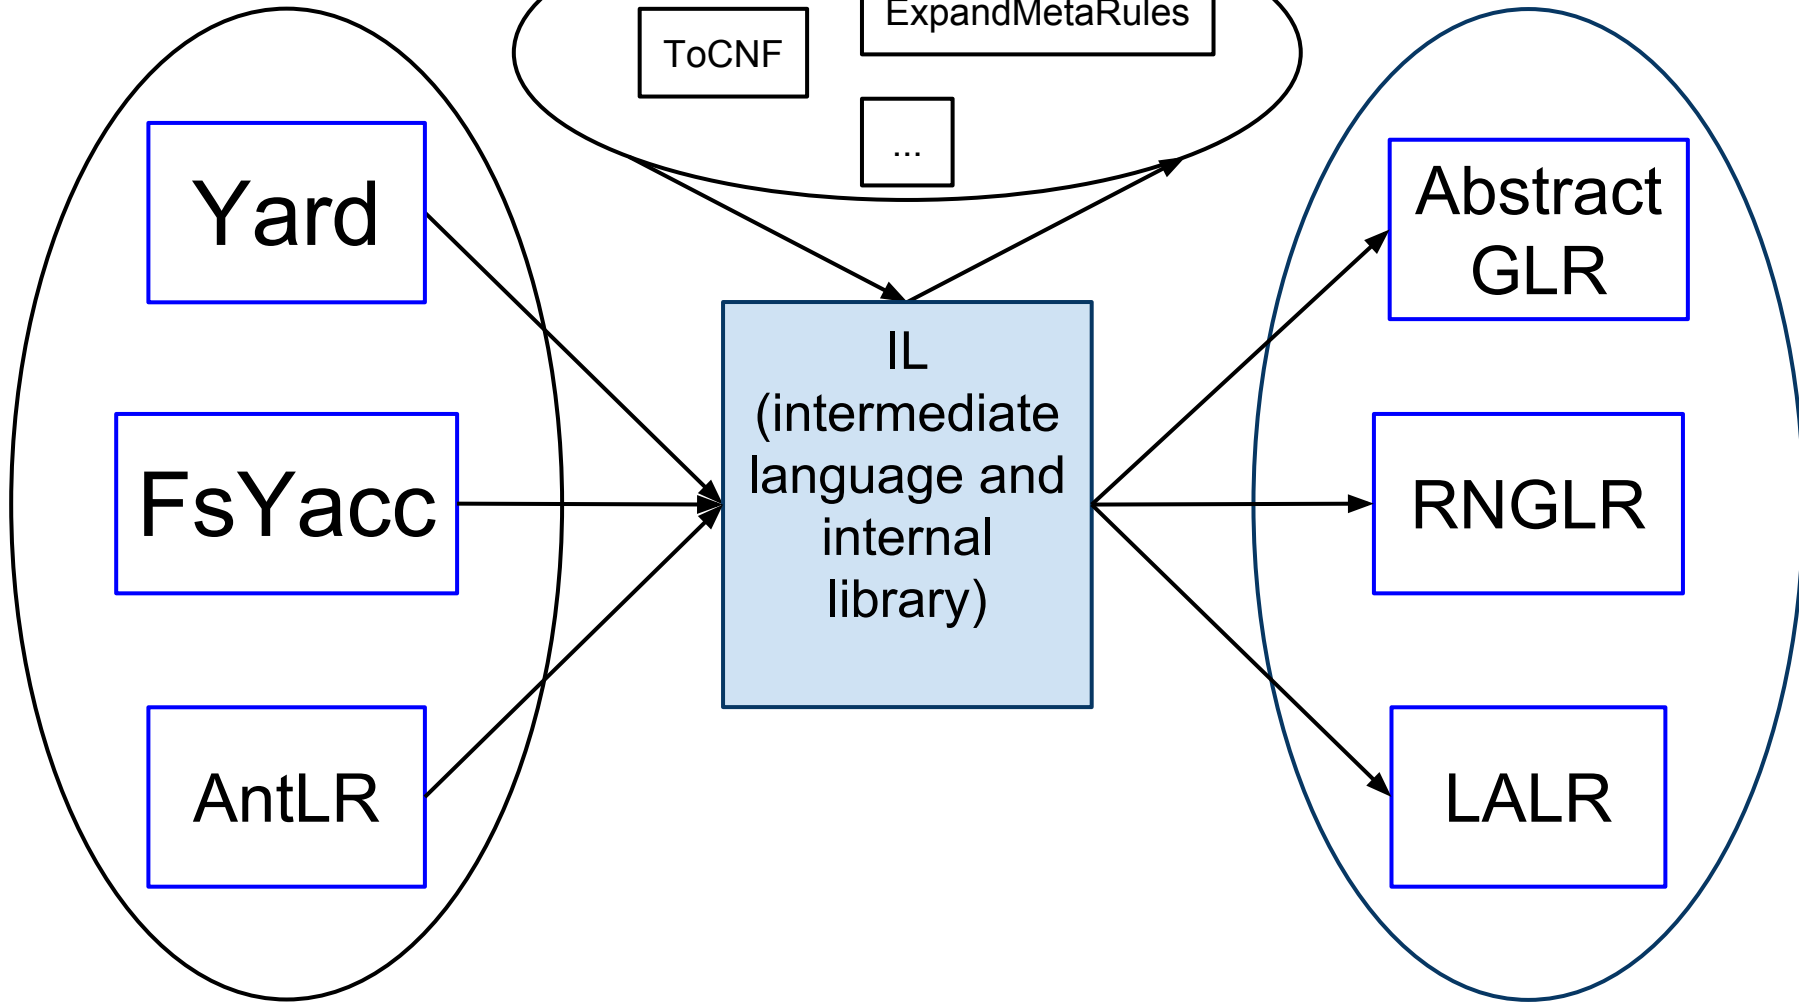 ExpandMetaRules
ToCNF
...
Yard
FsYacc
AntLR
IL
(intermediate
language and
internal
library)
Abstract
GLR
RNGLR
LALR